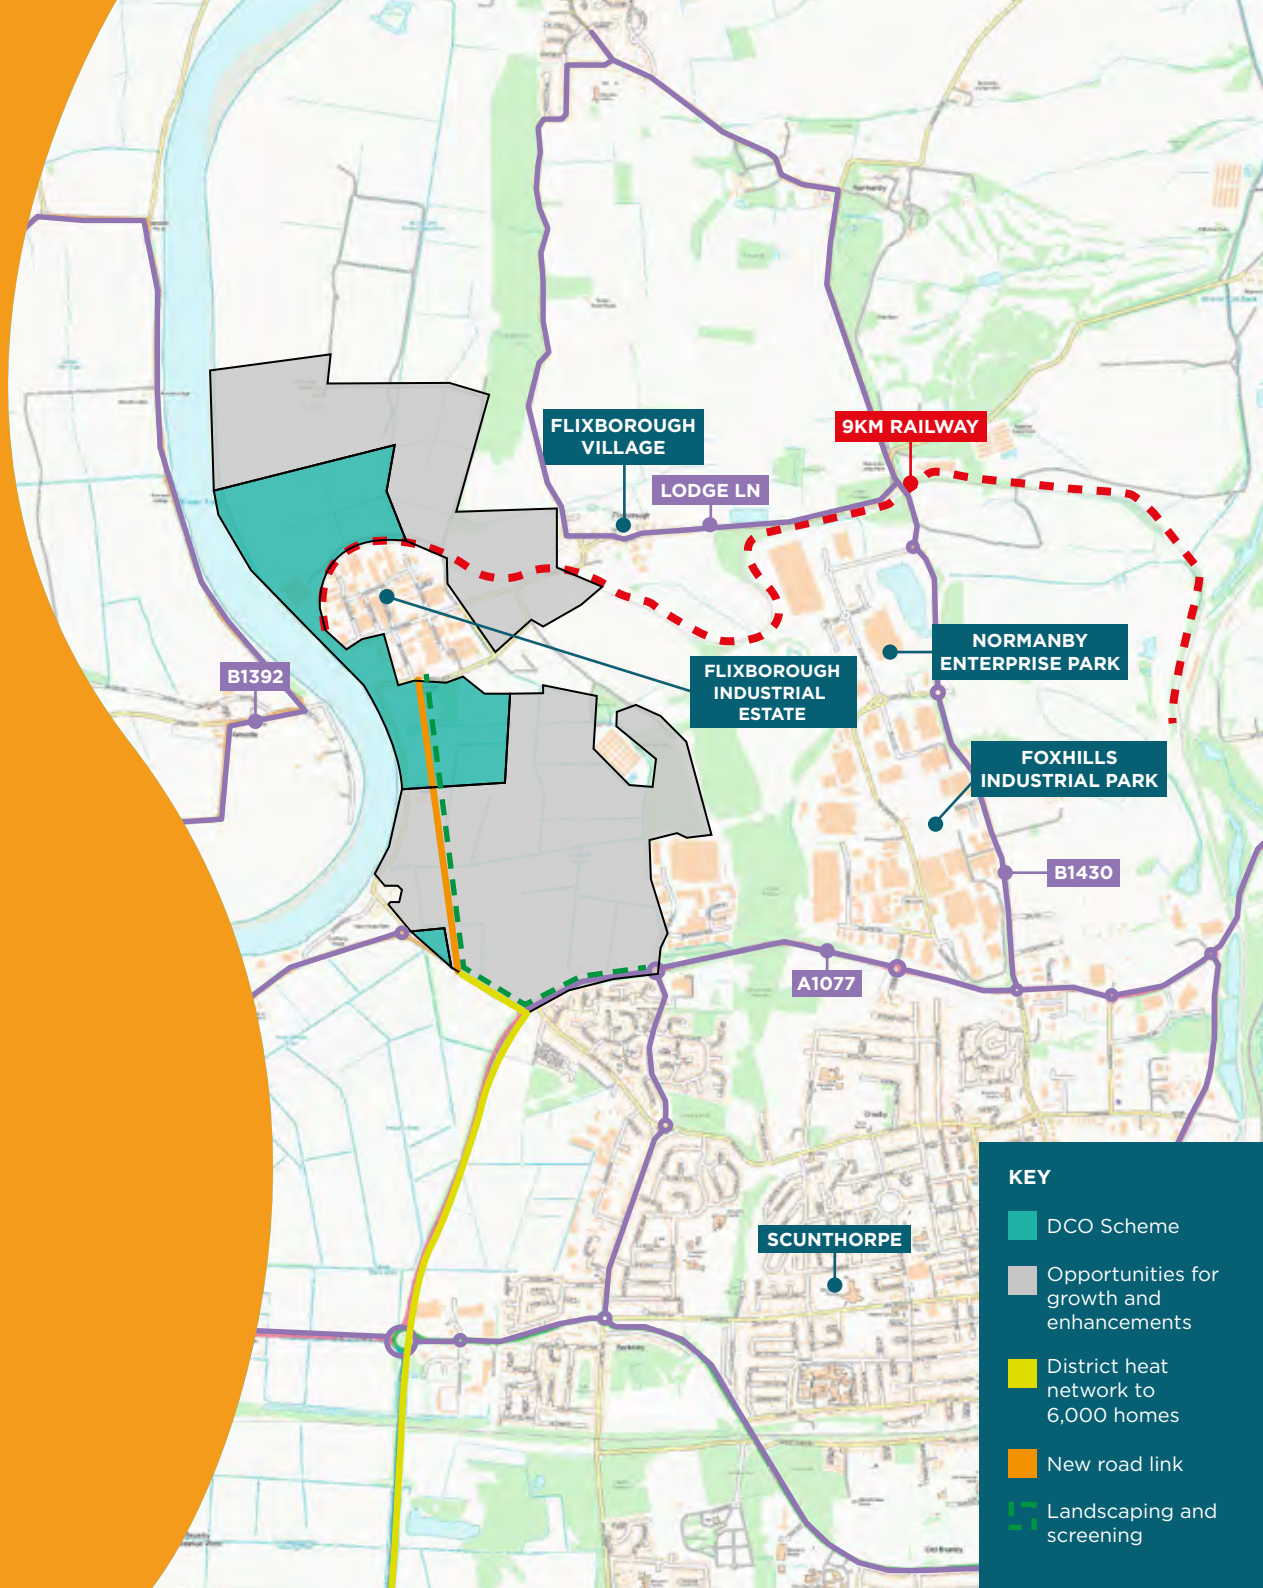 FLIXBOROUGH
VILLAGE
9KM RAILWAY
LODGE LN
NORMANBY
ENTERPRISE PARK
B1392
FLIXBOROUGH
INDUSTRIAL
ESTATE
FOXHILLS
INDUSTRIAL PARK
B1430
A1077
SCUNTHORPE
KEY
DCO Scheme
Opportunities for
growth and
enhancements
District heat
network to
6,000 homes
New road link
Landscaping and
screening